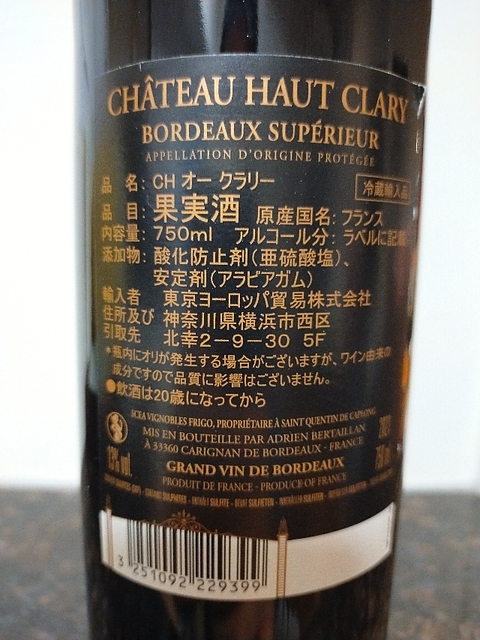 CHÂTEAU HAUT CLARY
BORDEAUX SUPÉRIEUR
APPELLATION D'ORIGINE PROTÉGÉE
品 名: CH オー クラリー
冷蔵輸入品
品 目: 果実酒 原産国名: フランス
内容量: 750ml アルコール分: ラベルに記載
添加物: 酸化防止剤(亜硫酸塩)、
安定剤(アラビアガム)
輸入者 東京ヨーロッパ貿易株式会社
住所及び 神奈川県横浜市西区
引取先 北幸2-9-30 5F
*瓶内にオリが発生する場合がございますが、ワイン由来の
成分ですので品質に影響はございません。
●飲酒は20歳になってから
SCEA VIGNOBLES FRIGO, PROPRIÉTAIRE À SAINT QUENTIN DE CAPLONG
MIS EN BOUTEILLE PAR ADRIEN BERTAILLAN
À 33360 CARIGNAN DE BORDEAUX - FRANCE
13% vol.
GRAND VIN DE BORDEAUX
750 ml
PRODUIT DE FRANCE - PRODUCE OF FRANCE
3 251092 229399